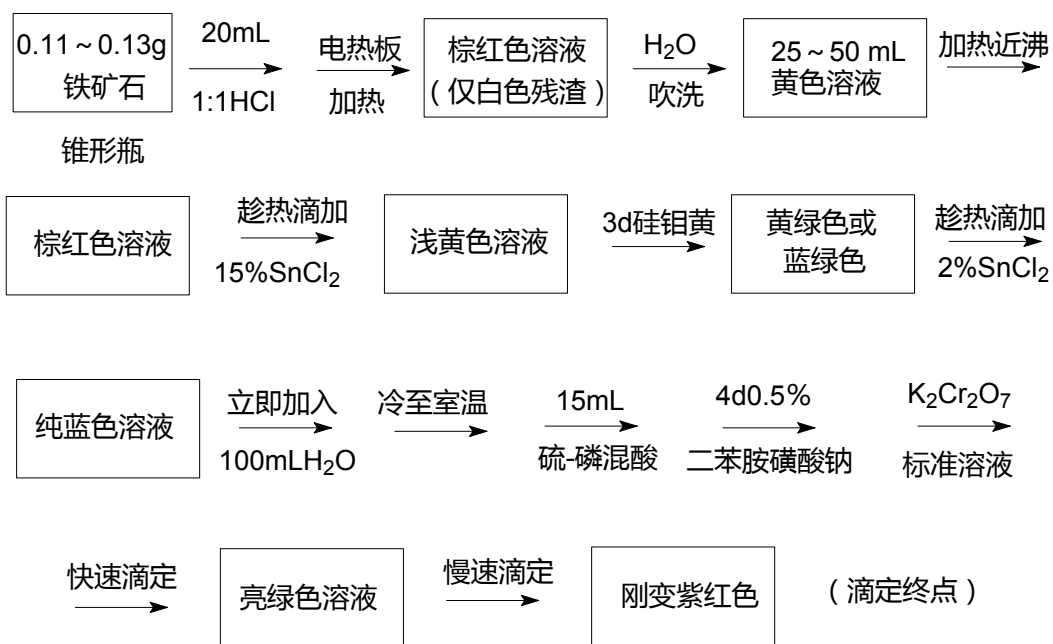 0.11～0.13g
铁矿石
锥形瓶
20mL
1:1HCl
电热板
加热
棕红色溶液
（仅白色残渣）
H₂O
吹洗
25～50 mL
黄色溶液
加热近沸
棕红色溶液
趁热滴加
15%SnCl₂
浅黄色溶液
3d硅钼黄
黄绿色或
蓝绿色
趁热滴加
2%SnCl₂
纯蓝色溶液
立即加入
100mLH₂O
冷至室温
15mL
硫-磷混酸
4d0.5%
二苯胺磺酸钠
K₂Cr₂O₇
标准溶液
快速滴定
亮绿色溶液
慢速滴定
刚变紫红色
（滴定终点）